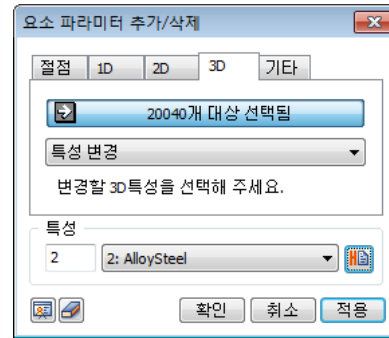 요소 파라미터 추가/삭제
절점 1D 2D 3D 기타
20040개 대상 선택됨
특성 변경
변경할 3D특성을 선택해 주세요.
특성
2 2: AlloySteel
확인 취소 적용